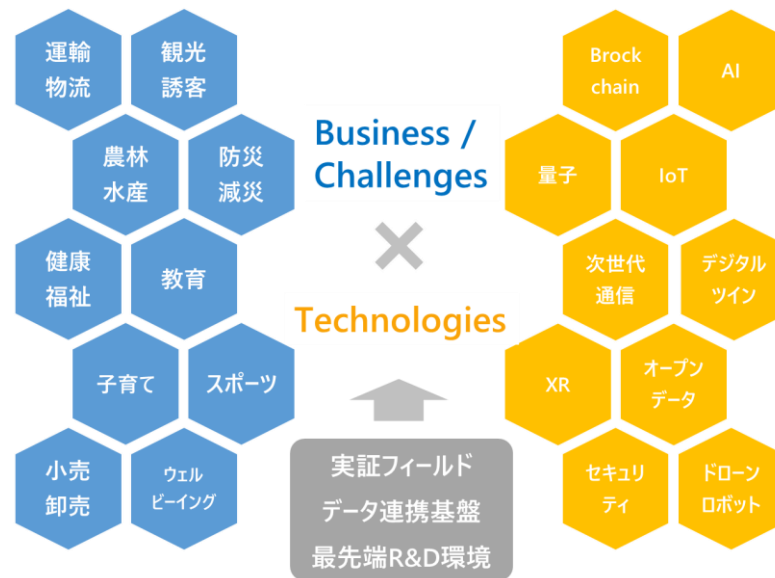 運輸
物流
観光
誘客
農林
水産
防災
減災
健康
福祉
教育
子育て
スポーツ
小売
卸売
ウェル
ビーイング
Business /
Challenges
×
Technologies
実証フィールド
データ連携基盤
最先端R&D環境
Brock
chain
AI
量子
IoT
次世代
通信
デジタル
ツイン
XR
オープン
データ
セキュリ
ティ
ドローン
ロボット